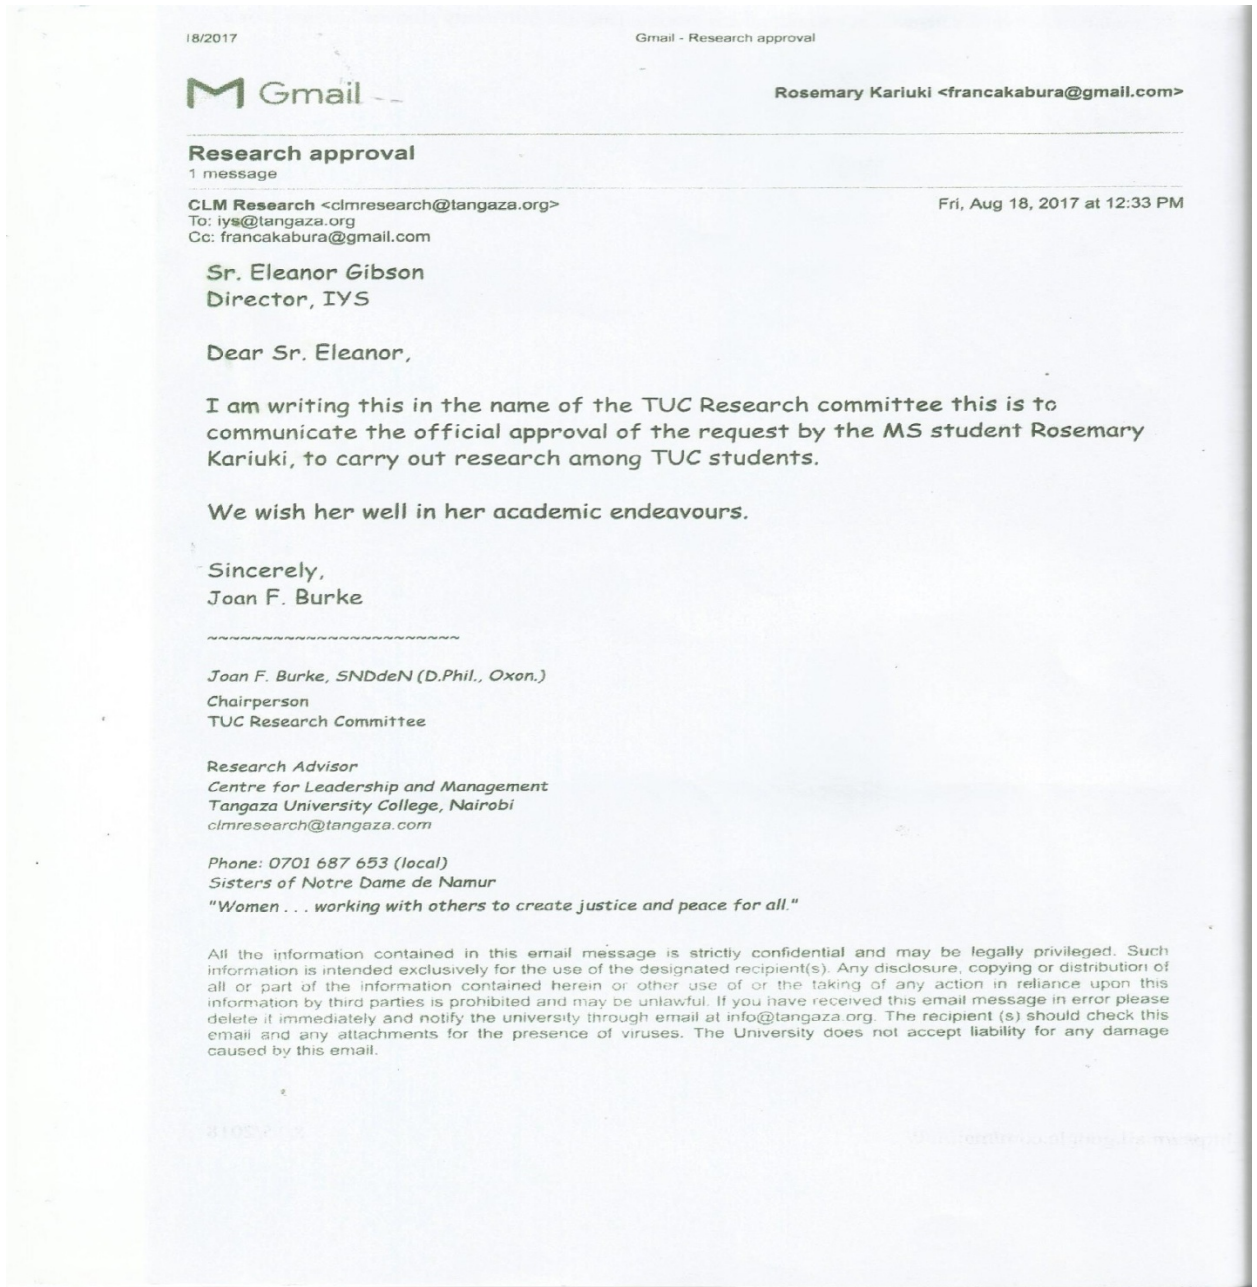 18/2017 Gmail - Research approval
Gmail Rosemary Kariuki <francakabura@gmail.com>
Research approval
1 message
CLM Research <clmresearch@tangaza.org> Fri, Aug 18, 2017 at 12:33 PM
To: iys@tangaza.org
Cc: francakabura@gmail.com
Sr. Eleanor Gibson
Director, IYS
Dear Sr. Eleanor,
I am writing this in the name of the TUC Research committee this is to
communicate the official approval of the request by the MS student Rosemary
Kariuki, to carry out research among TUC students.
We wish her well in her academic endeavours.
Sincerely,
Joan F. Burke
~~~~~~~~~~~~~~~~~~~~~~~
Joan F. Burke, SNDdeN (D.Phil., Oxon.)
Chairperson
TUC Research Committee
Research Advisor
Centre for Leadership and Management
Tangaza University College, Nairobi
clmresearch@tangaza.com
Phone: 0701 687 653 (local)
Sisters of Notre Dame de Namur
"Women . . . working with others to create justice and peace for all."
All the information contained in this email message is strictly confidential and may be legally privileged. Such
information is intended exclusively for the use of the designated recipient(s). Any disclosure, copying or distribution of
all or part of the information contained herein or other use of or the taking of any action in reliance upon this
information by third parties is prohibited and may be unlawful. If you have received this email message in error please
delete it immediately and notify the university through email at info@tangaza.org. The recipient (s) should check this
email and any attachments for the presence of viruses. The University does not accept liability for any damage
caused by this email.